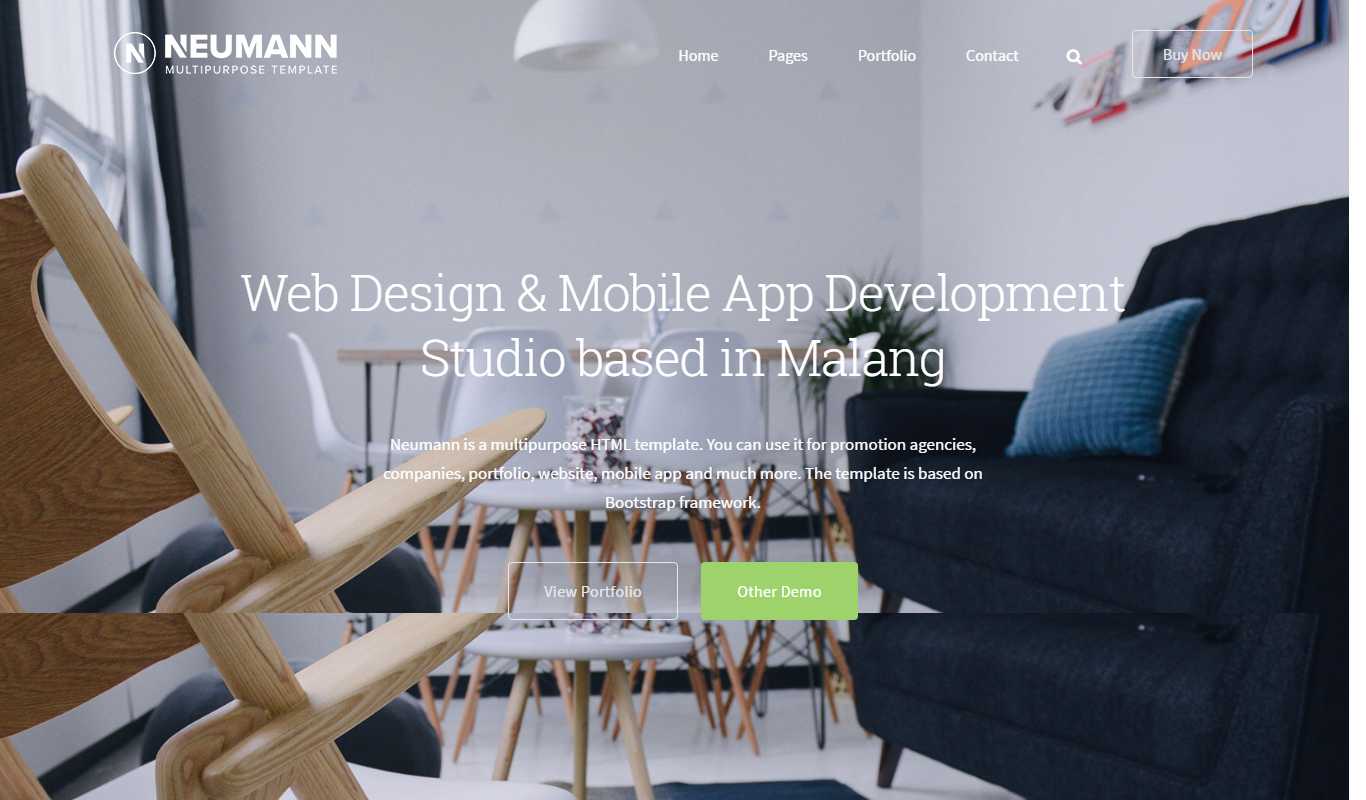 NEUMANN
MULTIPURPOSE TEMPLATE
Home Pages Portfolio Contact Buy Now
Web Design & Mobile App Development
Studio based in Malang
Neumann is a multipurpose HTML template. You can use it for promotion agencies,
companies, portfolio, website, mobile app and much more. The template is based on
Bootstrap framework.
View Portfolio Other Demo